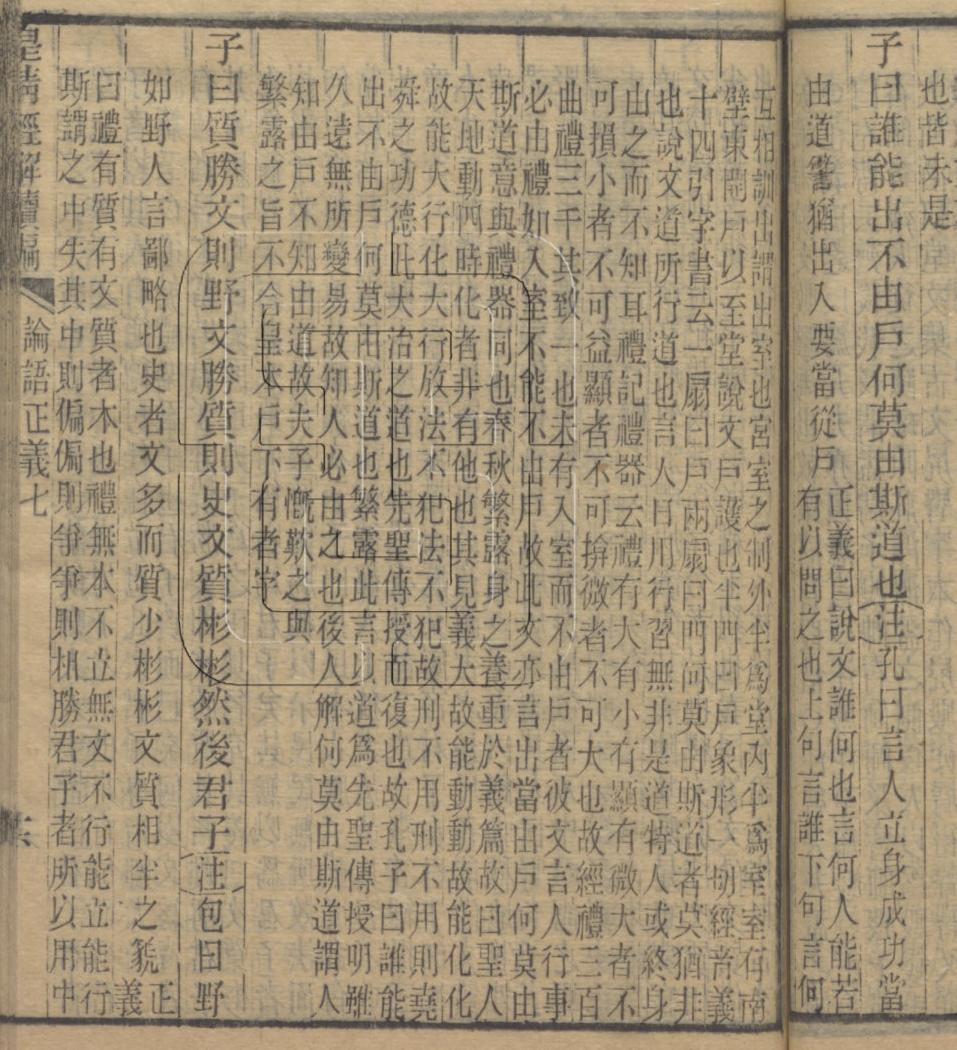 也皆未是
子曰誰能出不由戶何莫由斯道也注孔曰言人立身成功當
由道譬猶出入要當從戶正義曰說文誰何也言何人能若
有以問之也上句言誰下句言何
互相訓出謂出室也宮室之制外半爲堂內半爲室室有南
壁東開戶以至堂說文戶護也半門曰戶象形一切經音義
十四引字書云一扇曰戶兩扇曰門何莫由斯道者莫猶非
也說文道所行道也言人日用行習無非是道特人或終身
由之而不知耳禮記禮器云禮有大有小有顯有微大者不
可損小者不可益顯者不可揜微者不可大也故經禮三百
曲禮三千其致一也未有入室而不由戶者彼文言人行事
必由禮如入室不能不由戶故此文亦言出當由戶何莫由
斯道意與禮器同也春秋繁露身之養重於義篇故曰聖人
天地動四時化者非有他也其見義大故能動動故能化化
故能大行化大行故法不犯法不犯故刑不用刑不用則堯
舜之功德此大治之道也先聖傳授而復也故孔子曰誰能
出不由戶何莫由斯道也繁露此言以道爲先聖傳授明雖
久遠無所變易故知人必由之也後人解何莫由斯道謂人
知由戶不知由道故夫子慨歎之與
繁露之旨不合皇本戶下有者字
子曰質勝文則野文勝質則史文質彬彬然後君子注包曰野
如野人言鄙略也史者文多而質少彬彬文質相半之貌正
義
曰禮有質有文質者本也禮無本不立無文不行能立能行
斯謂之中失其中則偏偏則爭爭則相勝君子者所以用中
皇清經解續編
論語正義七